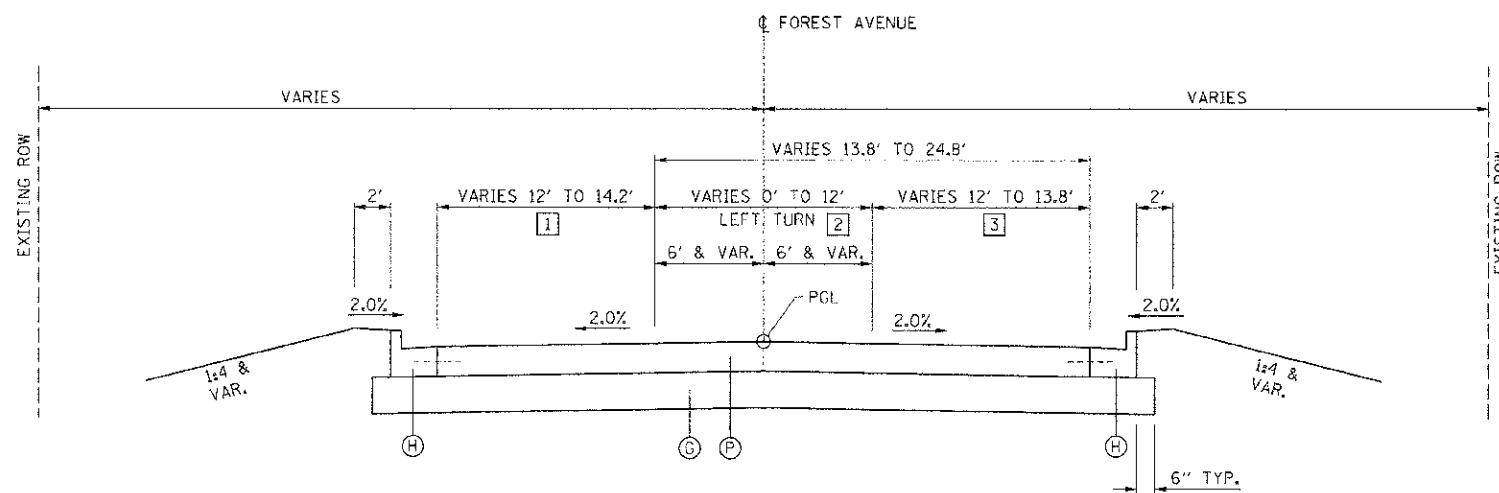 ℄ FOREST AVENUE
VARIES
VARIES
EXISTING ROW
EXISTING ROW
VARIES 13.8' TO 24.8'
2'
VARIES 12' TO 14.2'
VARIES 0' TO 12'
VARIES 12' TO 13.8'
2'
1
LEFT TURN 2
3
6' & VAR.
6' & VAR.
2.0%
2.0%
PGL
2.0%
2.0%
1:4 &
VAR.
1:4 &
VAR.
H
G
P
H
6" TYP.